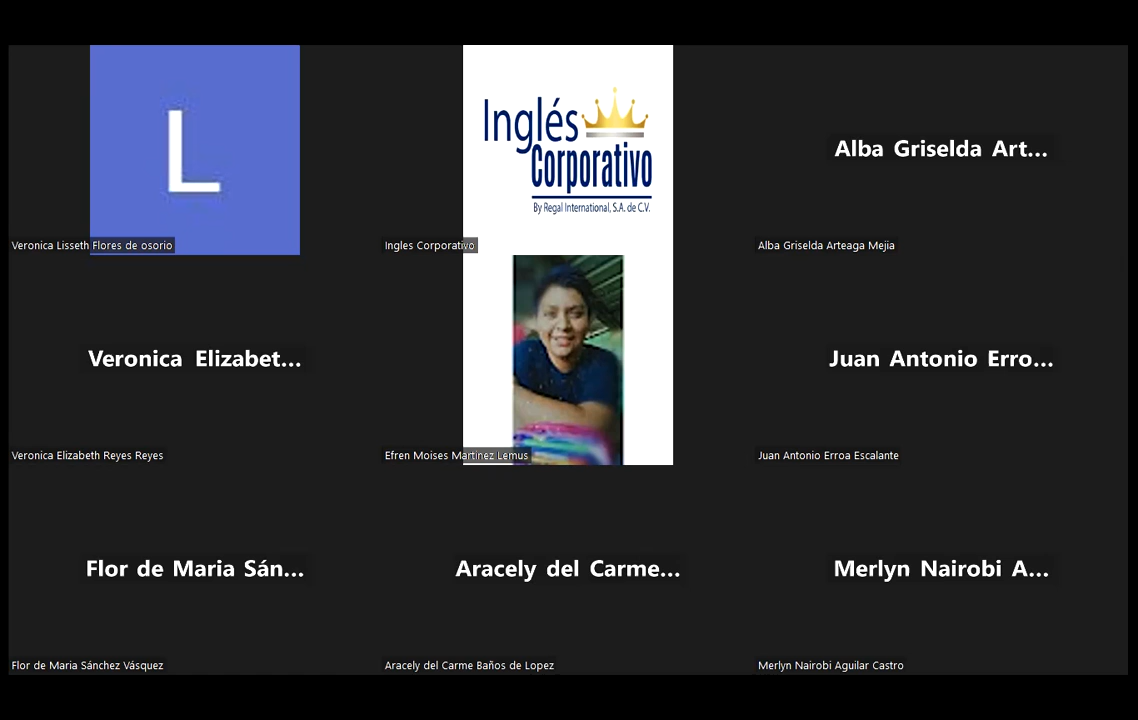 L
Veronica Lisseth Flores de osorio
Inglés
Corporativo
By Regal International, S.A. de C.V.
Ingles Corporativo
Alba Griselda Art...
Alba Griselda Arteaga Mejia
Veronica Elizabet...
Veronica Elizabeth Reyes Reyes
Efren Moises Martinez Lemus
Juan Antonio Erro...
Juan Antonio Erroa Escalante
Flor de Maria Sán...
Flor de Maria Sánchez Vásquez
Aracely del Carme...
Aracely del Carme Baños de Lopez
Merlyn Nairobi A...
Merlyn Nairobi Aguilar Castro